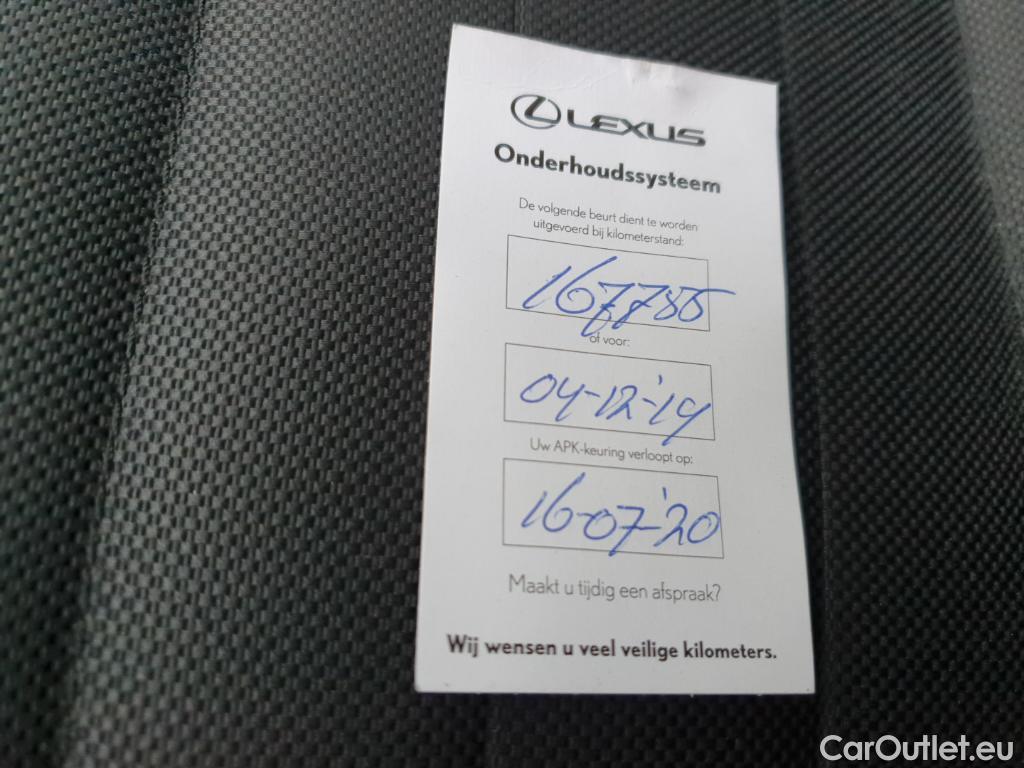 LEXUS
Onderhoudssysteem
De volgende beurt dient te worden
uitgevoerd bij kilometerstand:
167755
of voor:
04-12-'19
Uw APK-keuring verloopt op:
16-07-'20
Maakt u tijdig een afspraak?
Wij wensen u veel veilige kilometers.
CarOutlet.eu